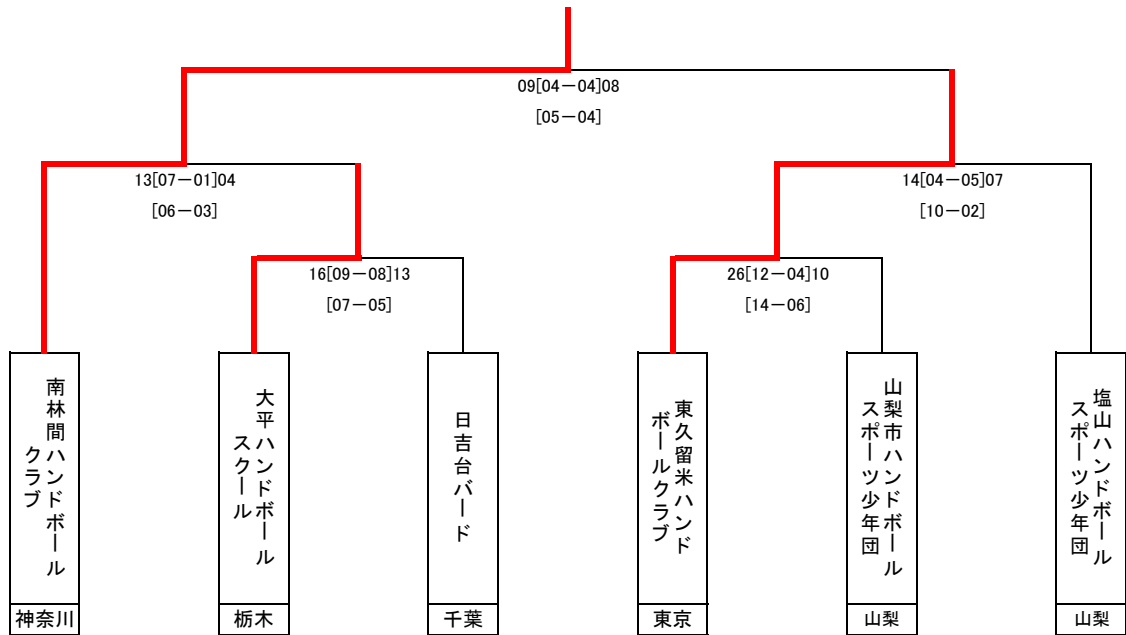 09[04－04]08
[05－04]
13[07－01]04
[06－03]
14[04－05]07
[10－02]
16[09－08]13
[07－05]
26[12－04]10
[14－06]
南林間ハンドボール
クラブ
神奈川
大平ハンドボール
スクール
栃木
日吉台バード
千葉
東久留米ハンド
ボールクラブ
東京
山梨市ハンドボール
スポーツ少年団
山梨
塩山ハンドボール
スポーツ少年団
山梨